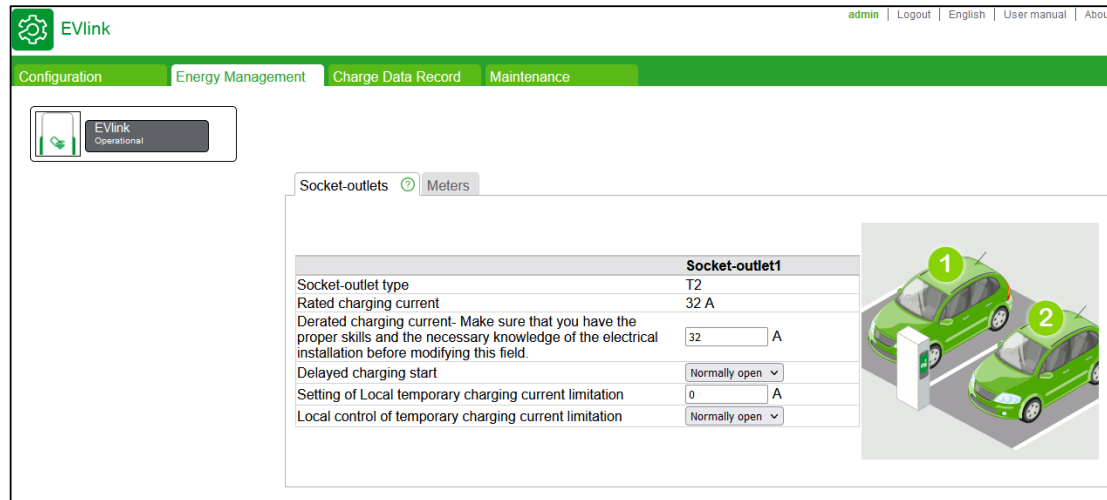 admin | Logout | English | User manual |
EVlink
Configuration Energy Management Charge Data Record Maintenance
EVlink
Operational
Socket-outlets ? Meters
Socket-outlet1
Socket-outlet type T2
Rated charging current 32 A
Derated charging current- Make sure that you have the
proper skills and the necessary knowledge of the electrical 32 A
installation before modifying this field.
Delayed charging start Normally open
Setting of Local temporary charging current limitation 0 A
Local control of temporary charging current limitation Normally open
1
2